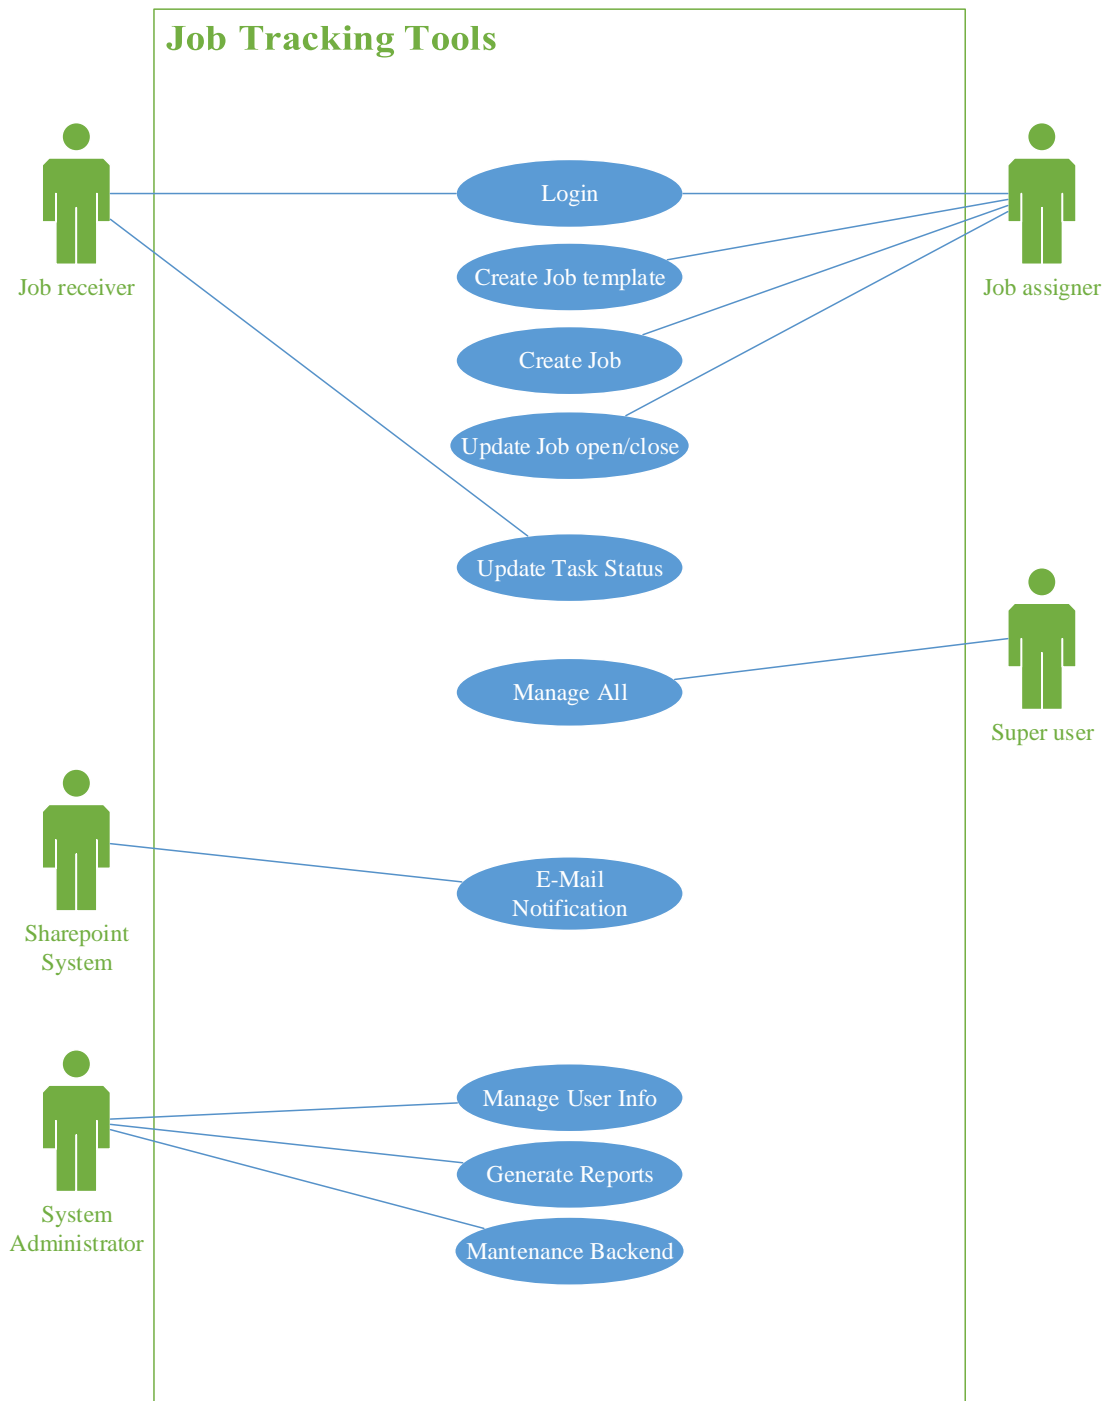 Job Tracking Tools
Login
Job receiver
Create Job template
Job assigner
Create Job
Update Job open/close
Update Task Status
Manage All
Super user
E-Mail
Notification
Sharepoint
System
Manage User Info
Generate Reports
System
Administrator
Mantenance Backend